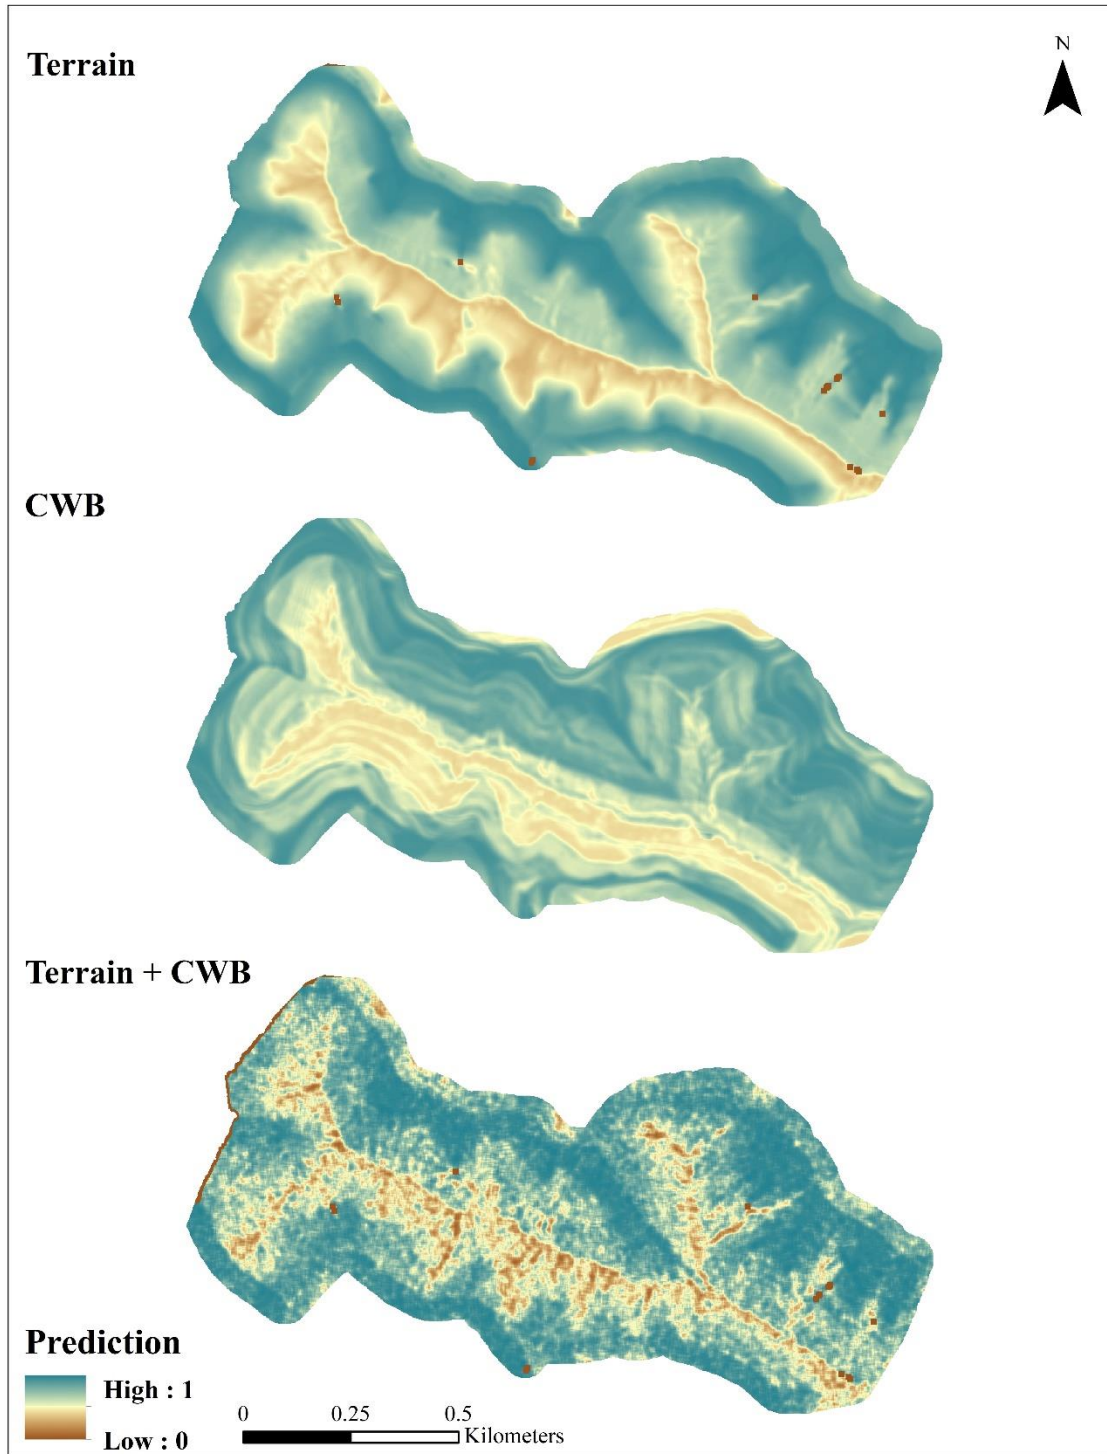 Terrain
N
CWB
Terrain + CWB
Prediction
High : 1
Low : 0
0 0.25 0.5
Kilometers